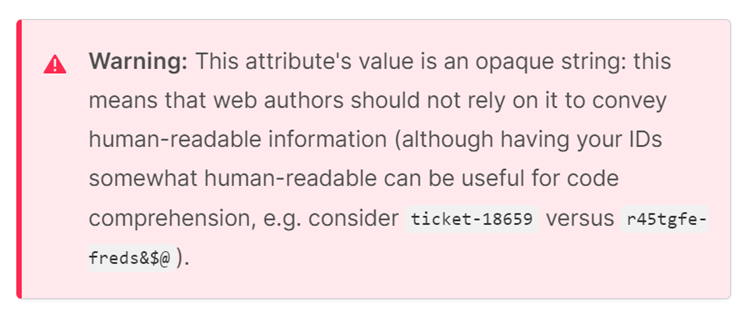 Warning: This attribute's value is an opaque string: this
means that web authors should not rely on it to convey
human-readable information (although having your IDs
somewhat human-readable can be useful for code
comprehension, e.g. consider ticket-18659 versus r45tgfe-
freds&$@).